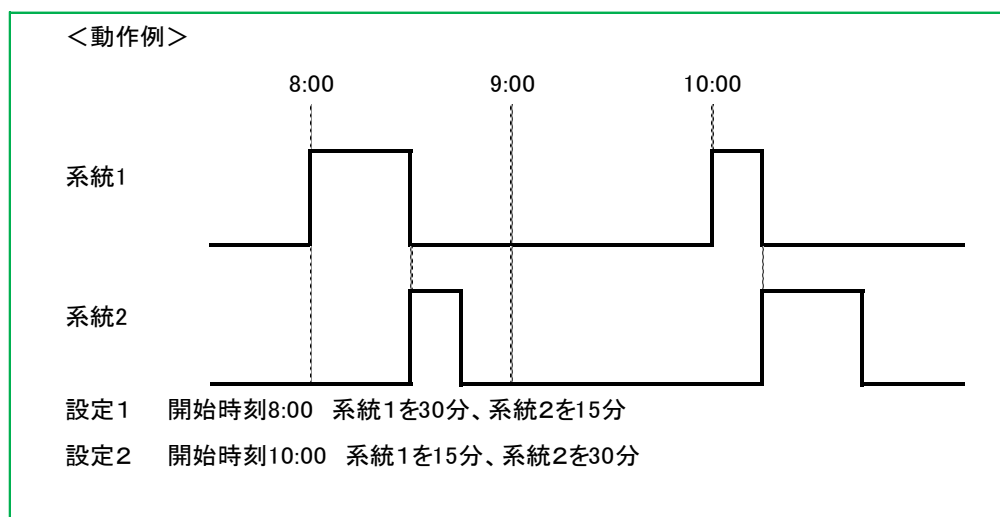 ＜動作例＞
8:00 9:00 10:00
系統1
系統2
設定１ 開始時刻8:00 系統１を30分、系統２を15分
設定２ 開始時刻10:00 系統１を15分、系統２を30分